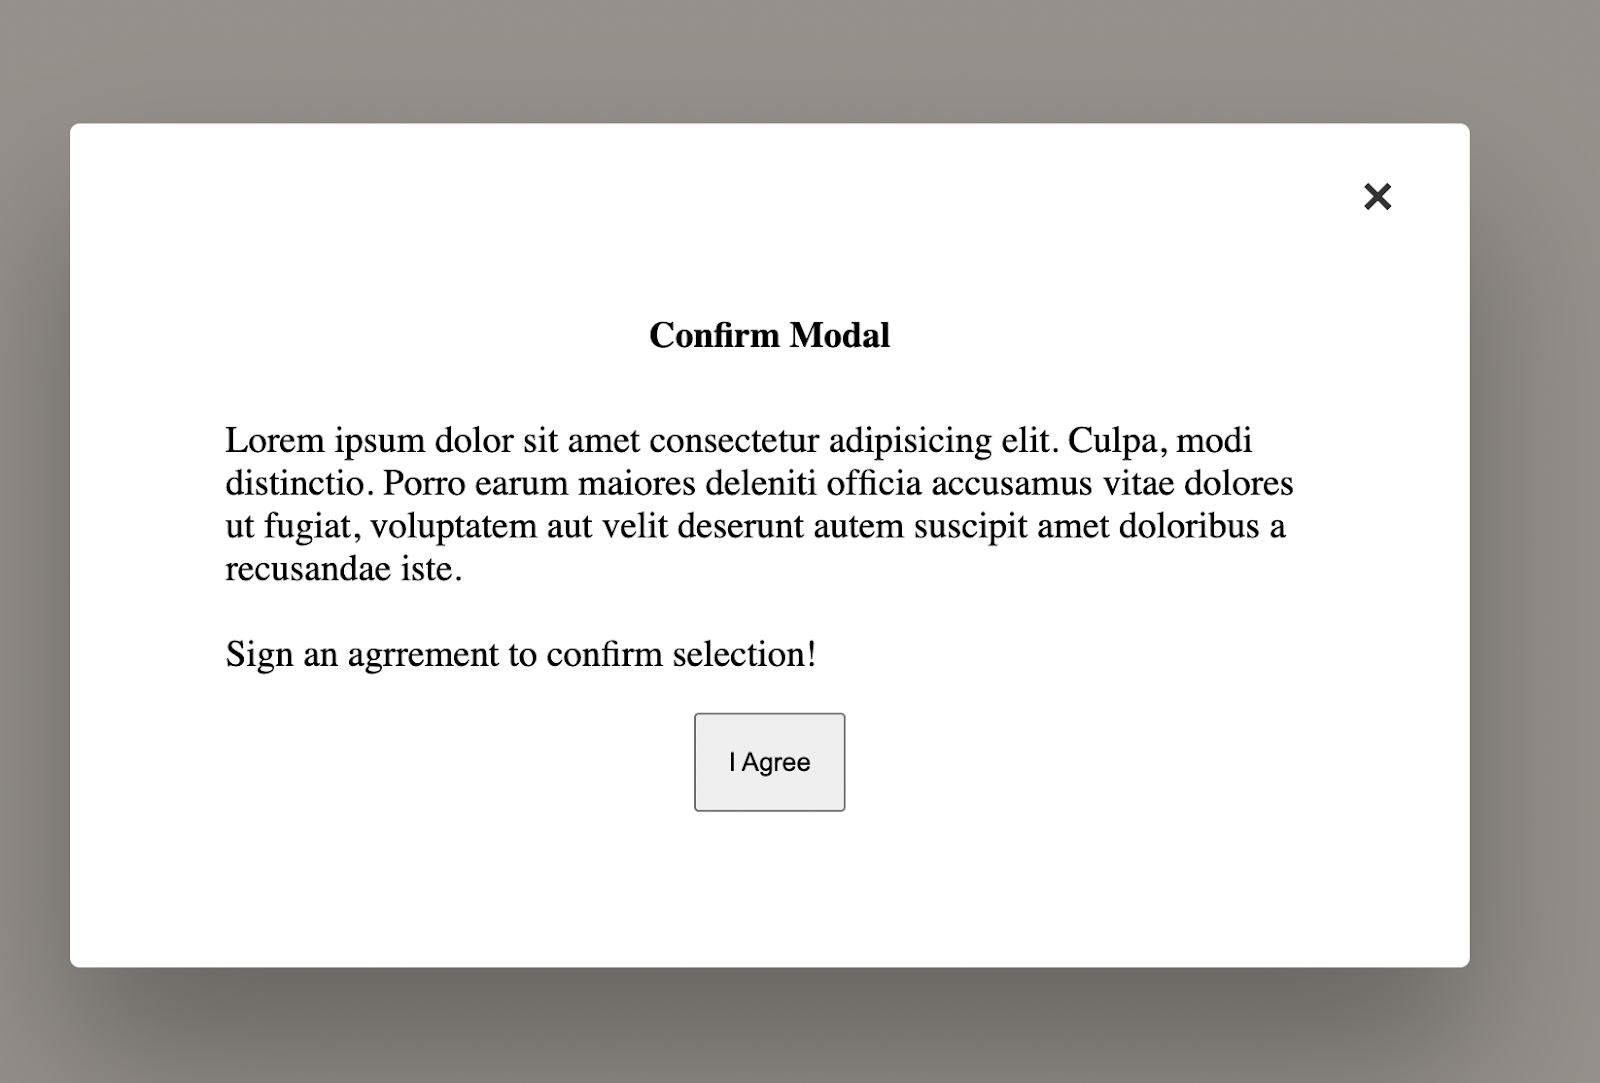 Confirm Modal
Lorem ipsum dolor sit amet consectetur adipisicing elit. Culpa, modi
distinctio. Porro earum maiores deleniti officia accusamus vitae dolores
ut fugiat, voluptatem aut velit deserunt autem suscipit amet doloribus a
recusandae iste.
Sign an agrrement to confirm selection!
I Agree